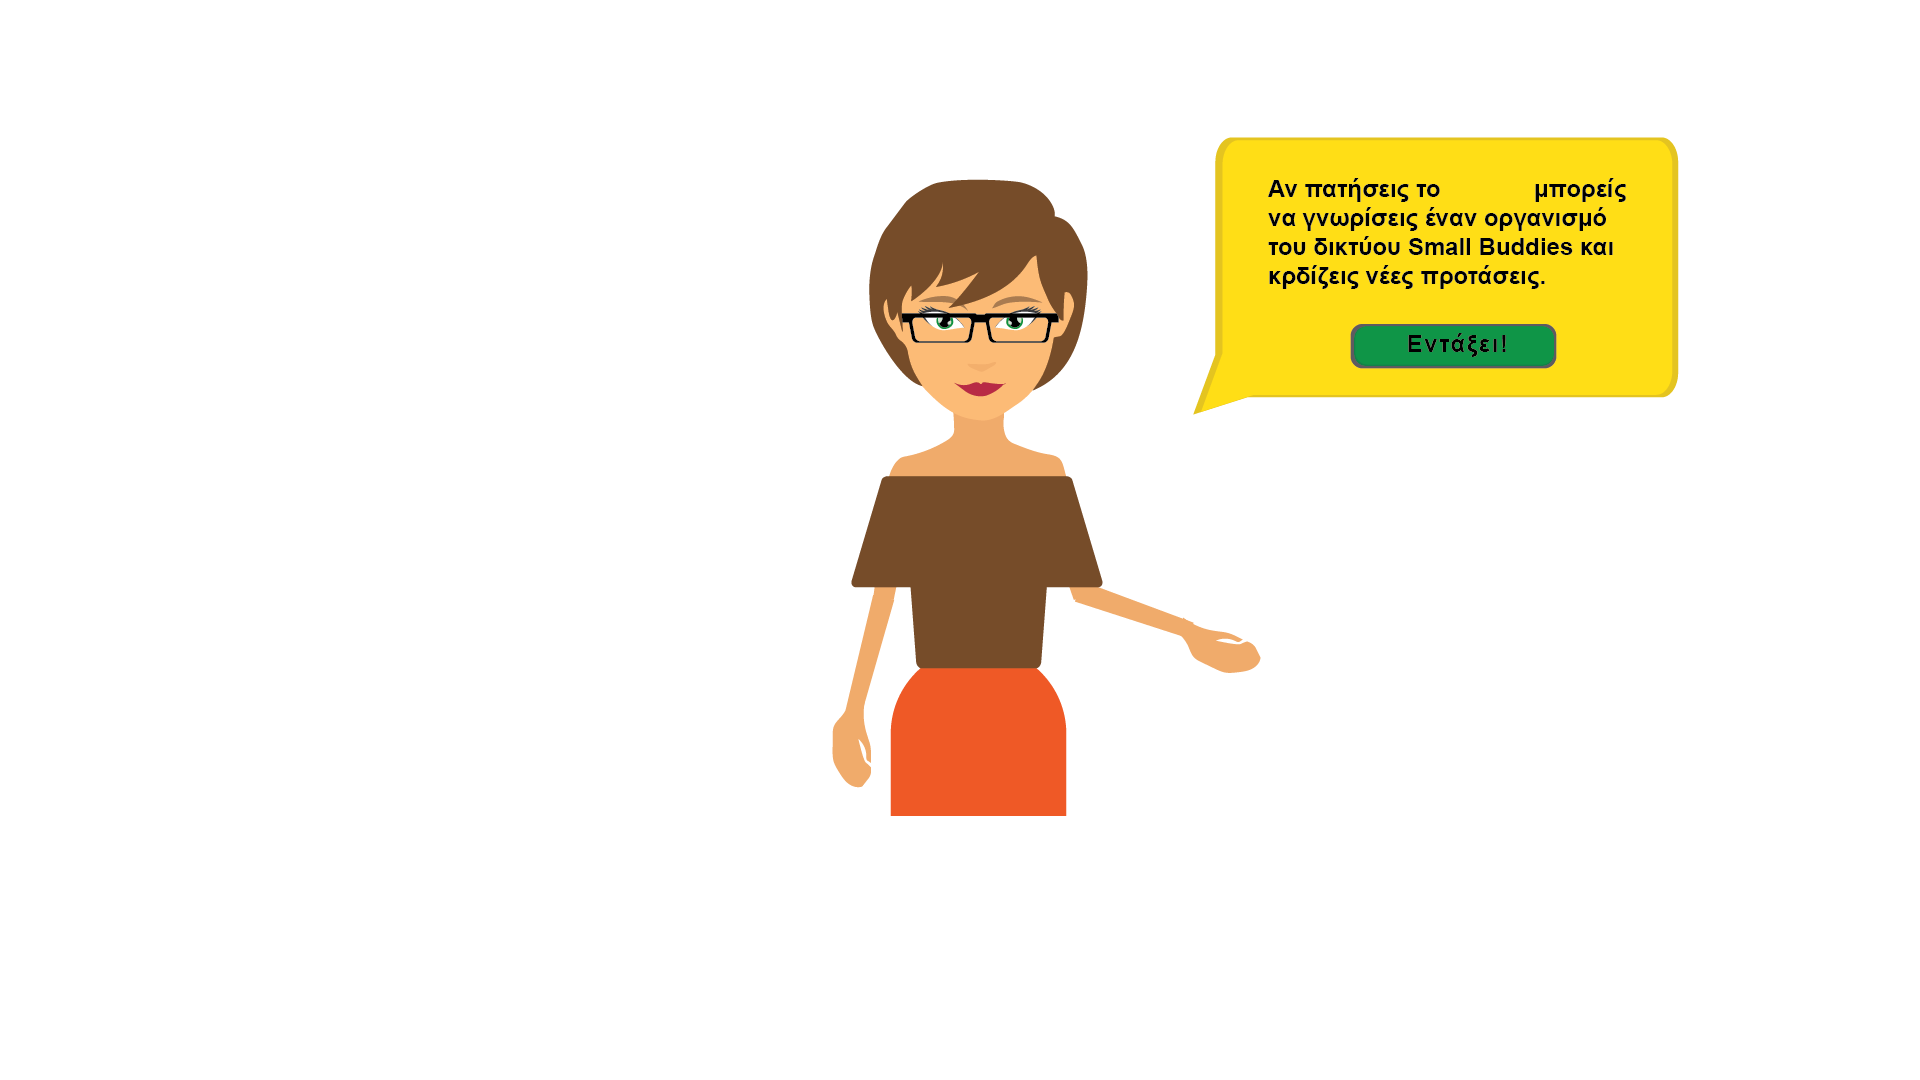 Αν πατήσεις το μπορείς
να γνωρίσεις έναν οργανισμό
του δικτύου Small Buddies και
κρδίζεις νέες προτάσεις.
Εντάξει!